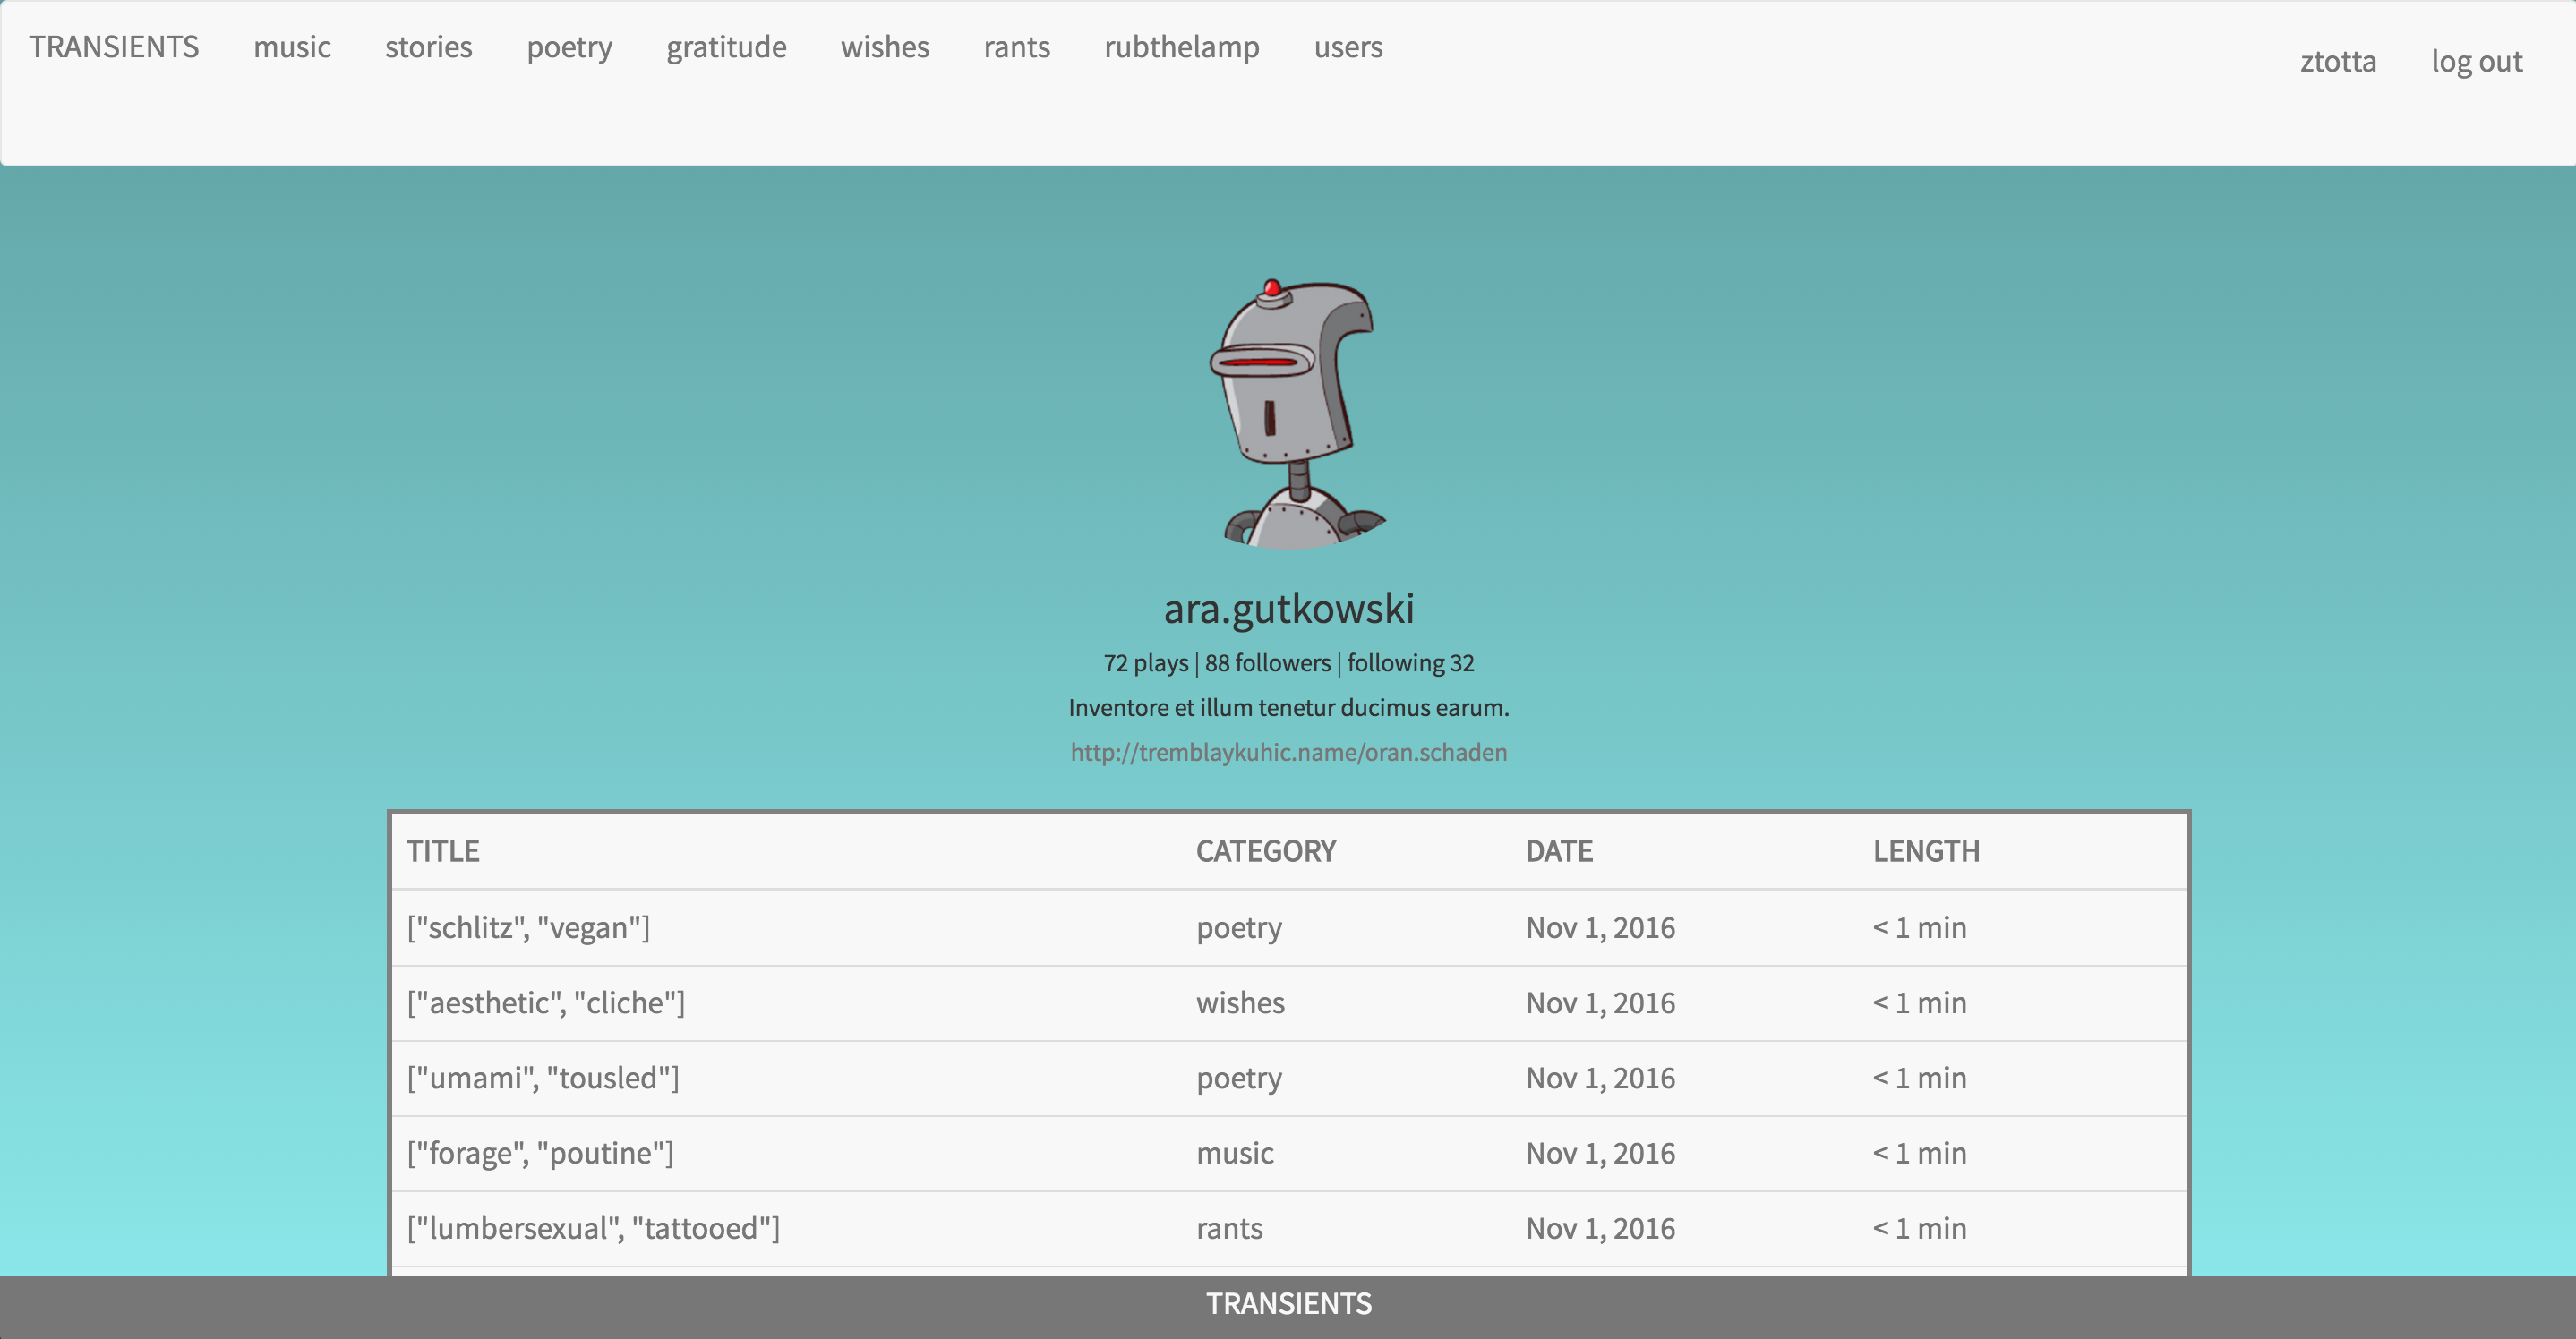 TRANSIENTS music stories poetry gratitude wishes rants rubthelamp users ztotta log out
ara.gutkowski
72 plays | 88 followers | following 32
Inventore et illum tenetur ducimus earum.
http://tremblaykuhic.name/oran.schaden
TITLE CATEGORY DATE LENGTH
["schlitz", "vegan"] poetry Nov 1, 2016 < 1 min
["aesthetic", "cliche"] wishes Nov 1, 2016 < 1 min
["umami", "tousled"] poetry Nov 1, 2016 < 1 min
["forage", "poutine"] music Nov 1, 2016 < 1 min
["lumbersexual", "tattooed"] rants Nov 1, 2016 < 1 min
TRANSIENTS